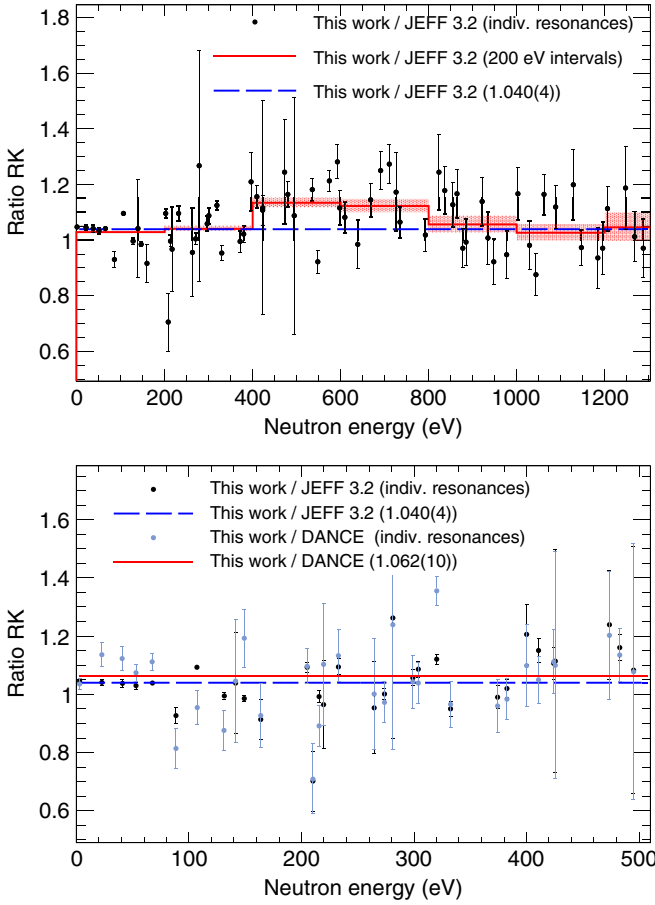 1.8
1.6
1.4
1.2
1
0.8
0.6
Ratio RK
This work / JEFF 3.2 (indiv. resonances)
This work / JEFF 3.2 (200 eV intervals)
This work / JEFF 3.2 (1.040(4))
0 200 400 600 800 1000 1200
Neutron energy (eV)
1.6
1.4
1.2
1
0.8
0.6
Ratio RK
This work / JEFF 3.2 (indiv. resonances)
This work / JEFF 3.2 (1.040(4))
This work / DANCE (indiv. resonances)
This work / DANCE (1.062(10))
0 100 200 300 400 500
Neutron energy (eV)